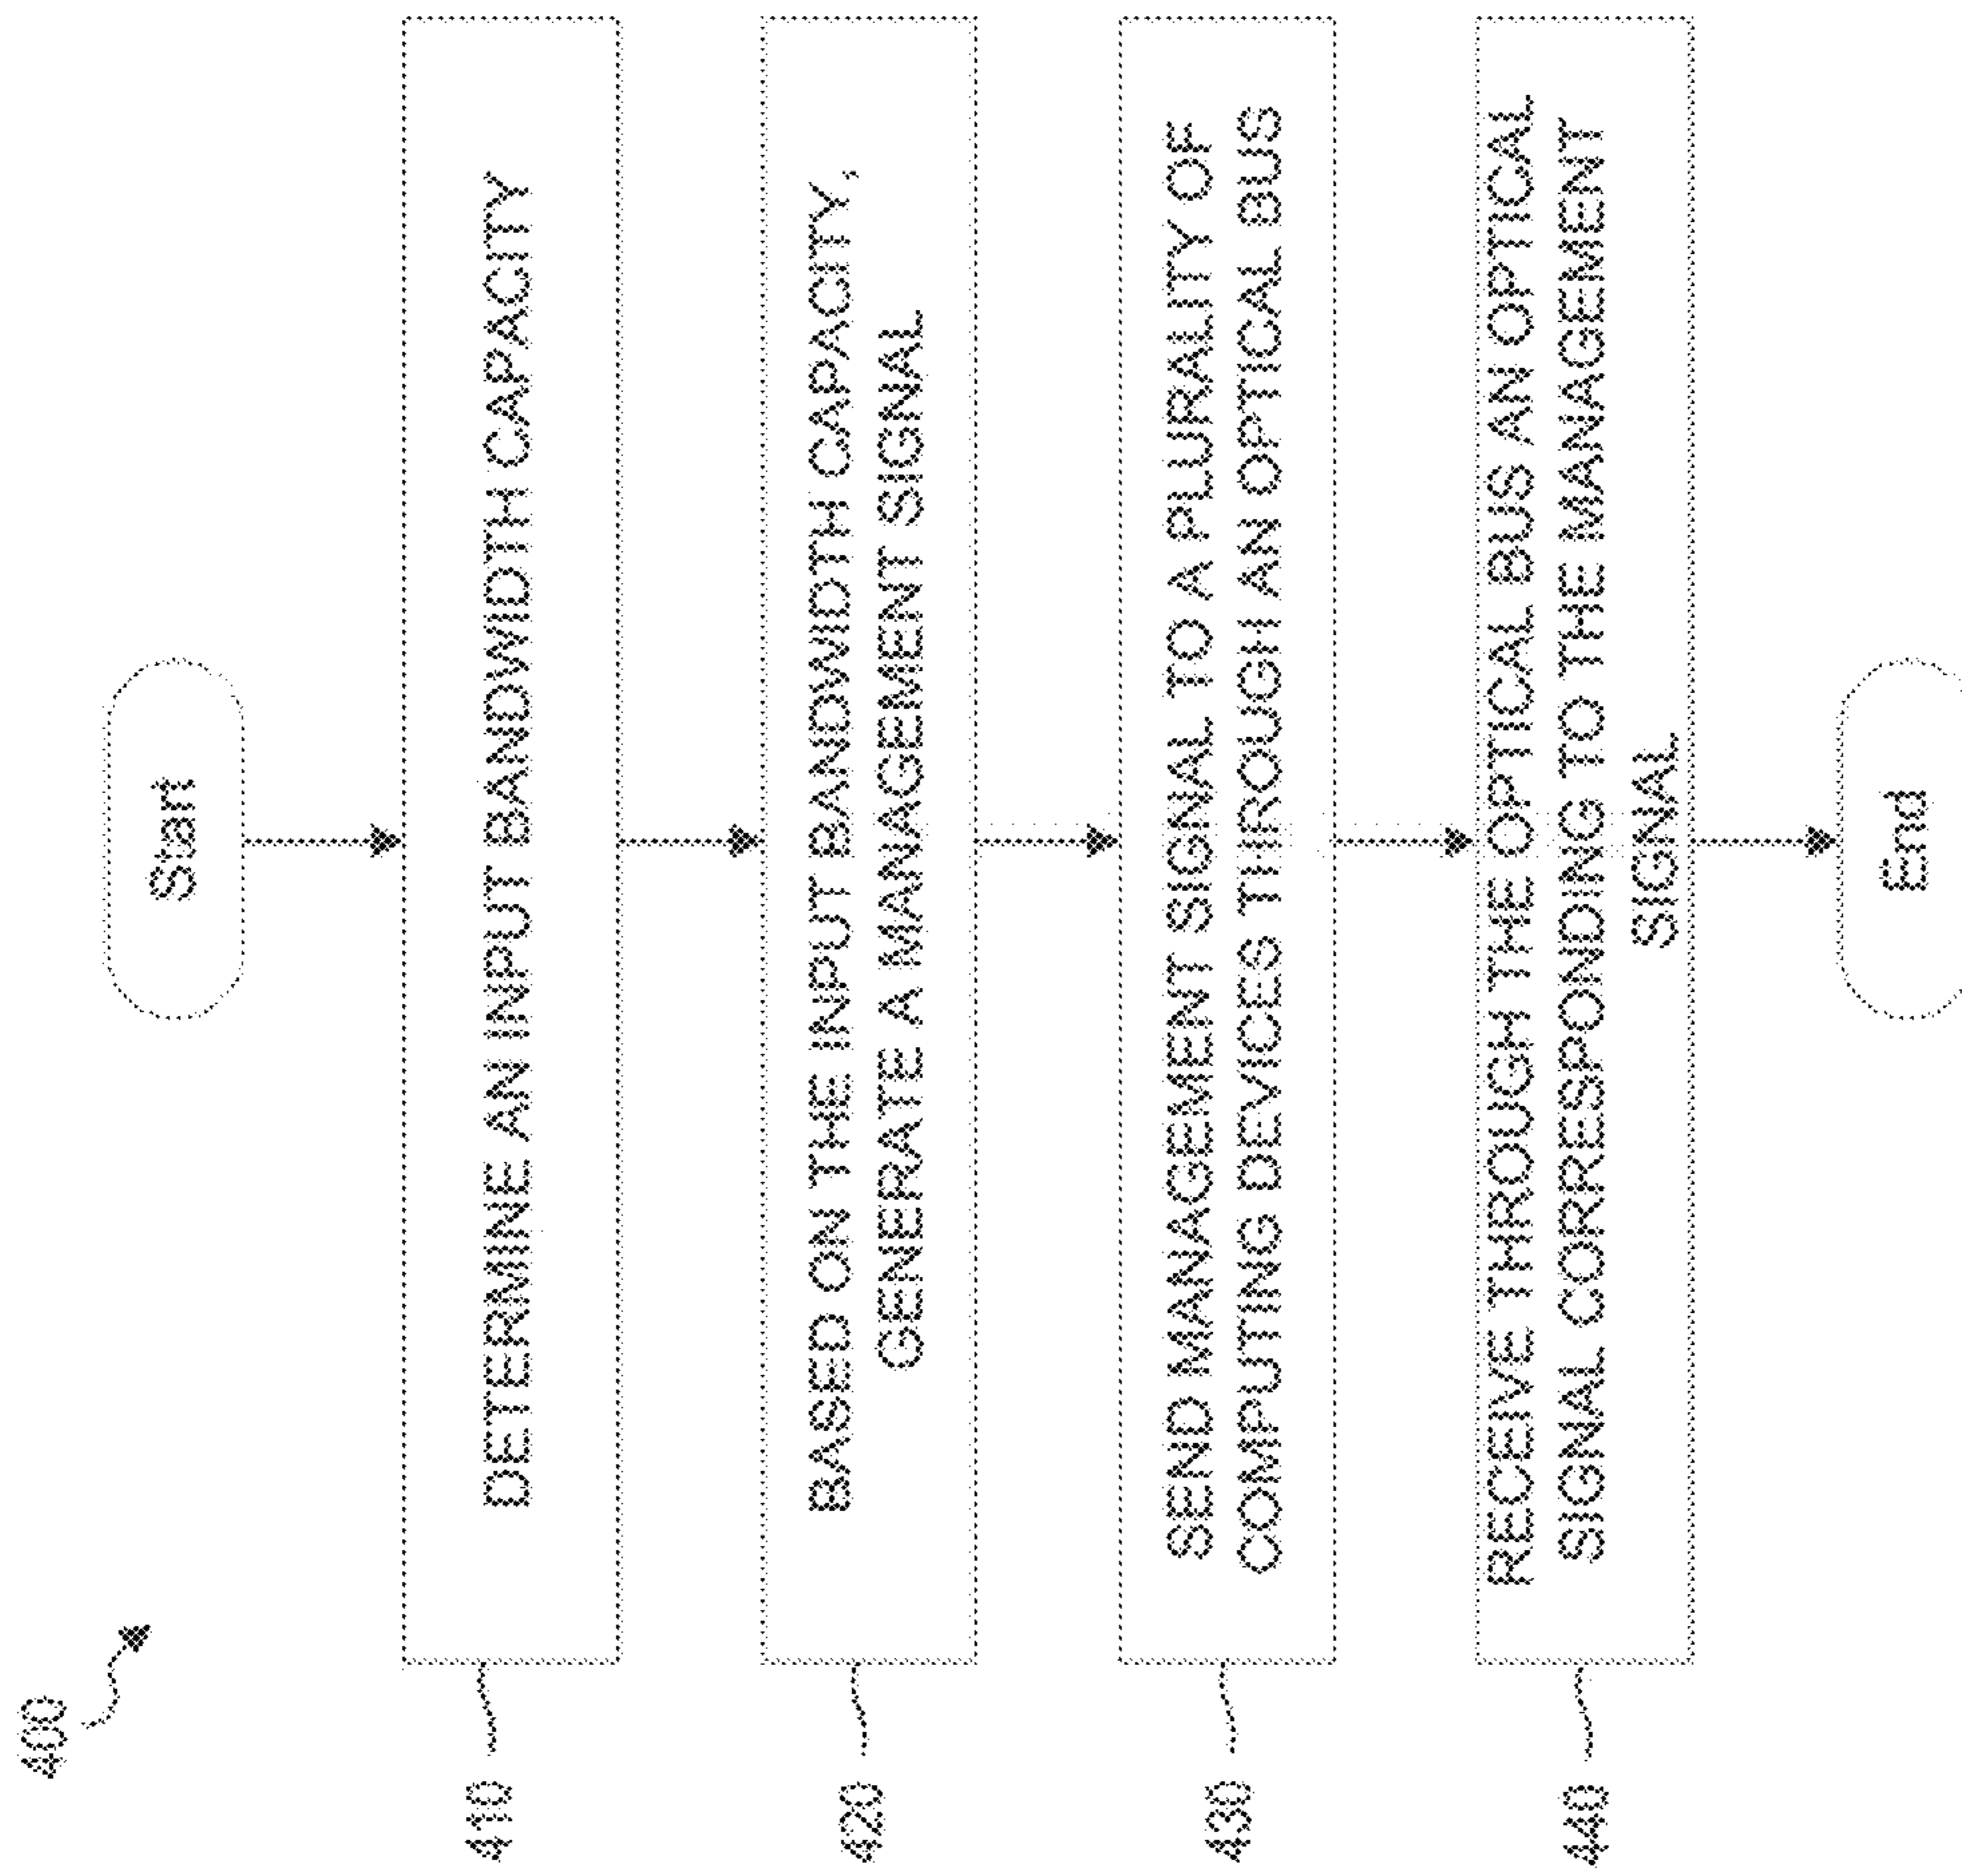 400
Start
410
DETERMINE AN INPUT BANDWIDTH CAPACITY
420
BASED ON THE INPUT BANDWIDTH CAPACITY,
GENERATE A MANAGEMENT SIGNAL
430
SEND MANAGEMENT SIGNAL TO A PLURALITY OF
COMPUTING DEVICES THROUGH AN OPTICAL BUS
440
RECEIVE THROUGH THE OPTICAL BUS AN OPTICAL
SIGNAL CORRESPONDING TO THE MANAGEMENT
SIGNAL
End